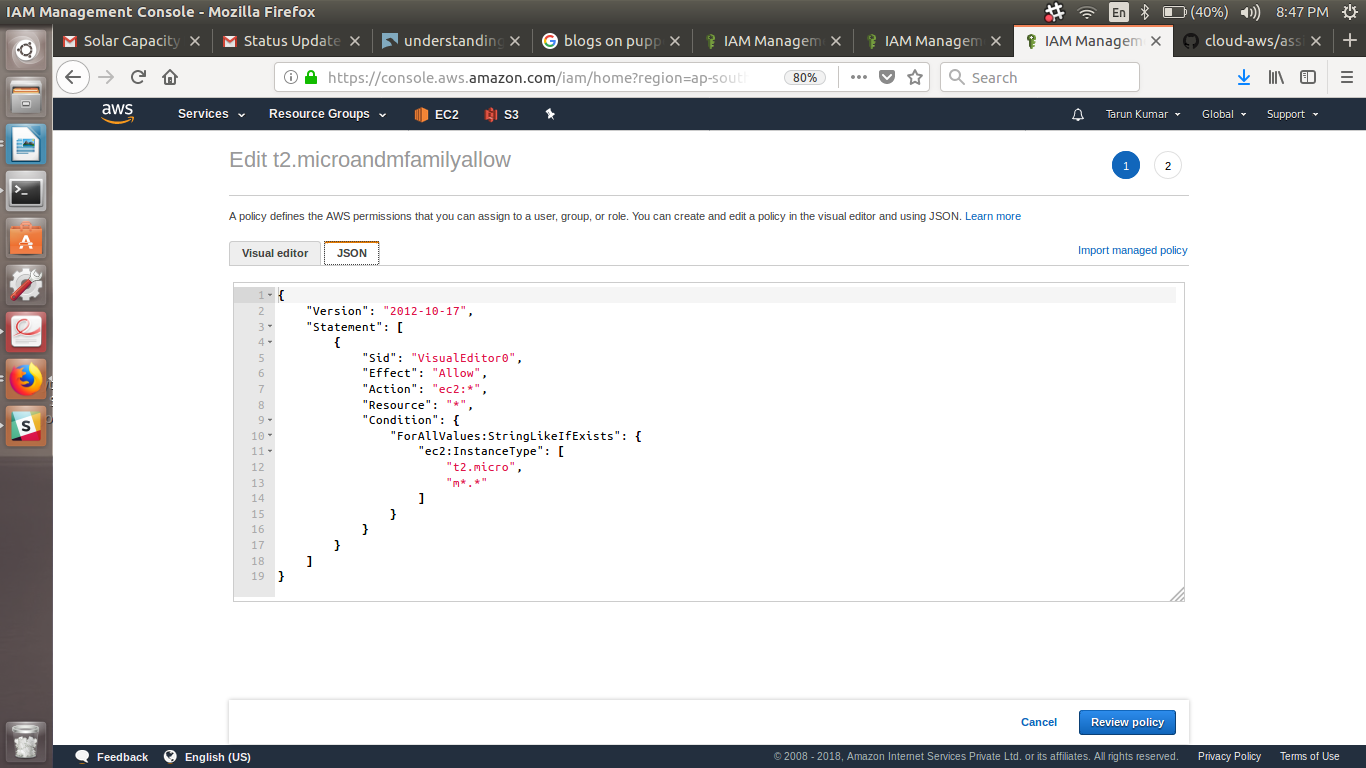 IAM Management Console - Mozilla Firefox
En
(40%)
8:47 PM
Solar Capacity
Status Update
understanding
blogs on pupp
IAM Managem
IAM Managem
IAM Managem
cloud-aws/ass
https://console.aws.amazon.com/iam/home?region=ap-sout
80%
Search
aws
Services
Resource Groups
EC2
S3
Tarun Kumar
Global
Support
Edit t2.microandmfamilyallow
1
2
A policy defines the AWS permissions that you can assign to a user, group, or role. You can create and edit a policy in the visual editor and using JSON. Learn more
Visual editor
JSON
Import managed policy
1 {
2 "Version": "2012-10-17",
3 "Statement": [
4 {
5 "Sid": "VisualEditor0",
6 "Effect": "Allow",
7 "Action": "ec2:*",
8 "Resource": "*",
9 "Condition": {
10 "ForAllValues:StringLikeIfExists": {
11 "ec2:InstanceType": [
12 "t2.micro",
13 "m*.*"
14 ]
15 }
16 }
17 }
18 ]
19 }
Cancel
Review policy
Feedback
English (US)
© 2008 - 2018, Amazon Internet Services Private Ltd. or its affiliates. All rights reserved.
Privacy Policy
Terms of Use